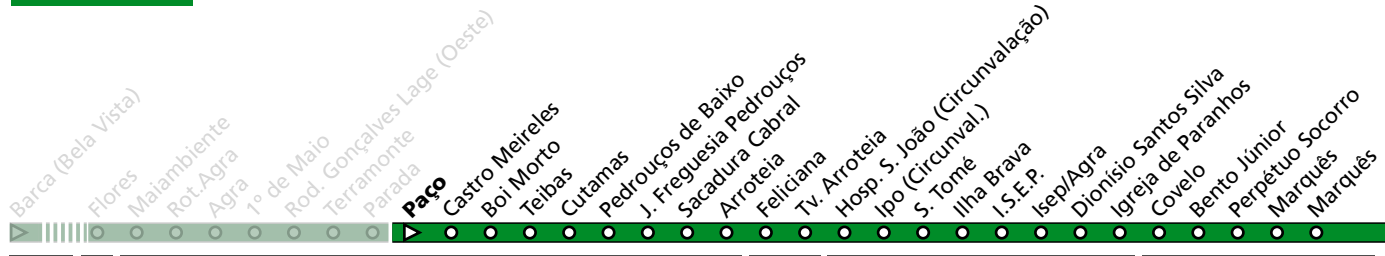 Barca (Bela Vista)
Flores
Maiambiente
Rot.Agra
Agra
1º de Maio
Rod. Gonçalves Lage (Oeste)
Terramonte
Parada
Paço
Castro Meireles
Boi Morto
Teibas
Cutamas
Pedrouços de Baixo
J. Freguesia Pedrouços
Sacadura Cabral
Arroteia
Feliciana
Tv. Arroteia
Hosp. S. João (Circunvalação)
Ipo (Circunval.)
S. Tomé
Ilha Brava
I.S.E.P.
Isep/Agra
Dionisio Santos Silva
Igreja de Paranhos
Covelo
Bento Júnior
Perpétuo Socorro
Marquês
Marquês